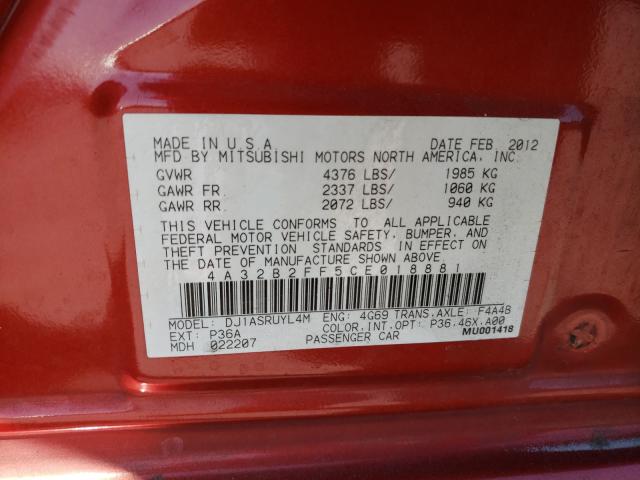 MADE IN U.S.A. DATE FEB 2012
MFD BY MITSUBISHI MOTORS NORTH AMERICA, INC.
GVWR 4376 LBS/ 1985 KG
GAWR FR 2337 LBS/ 1060 KG
GAWR RR 2072 LBS/ 940 KG
THIS VEHICLE CONFORMS TO ALL APPLICABLE
FEDERAL MOTOR VEHICLE SAFETY, BUMPER, AND
THEFT PREVENTION STANDARDS IN EFFECT ON
THE DATE OF MANUFACTURE SHOWN ABOVE.
4A32B2FF5CE018881
MODEL: DJ1ASRUYL4M ENG: 4G69 TRANS.AXLE: F4A4B
EXT: P36A COLOR,INT,OPT: P36,46X,A00
MDH 022207 PASSENGER CAR MU001418